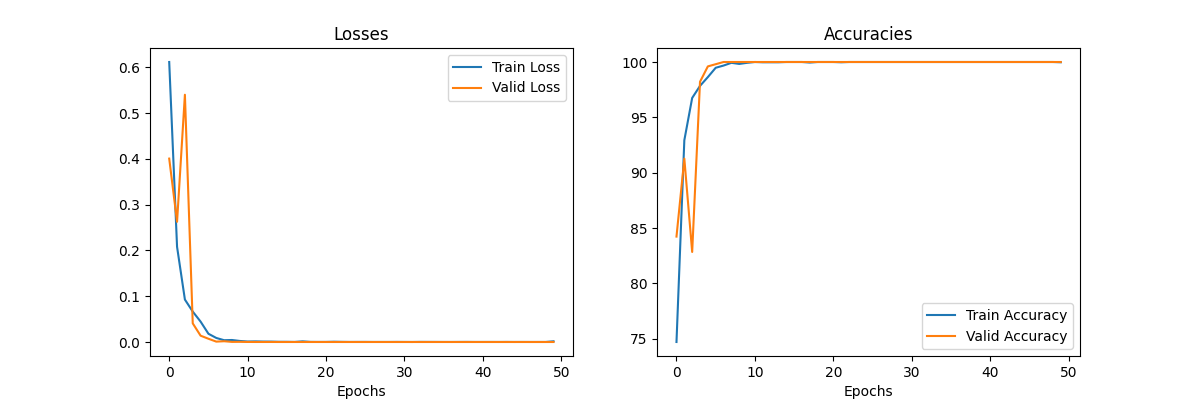 Losses
0.6
0.5
0.4
0.3
0.2
0.1
0.0
0 10 20 30 40 50
Epochs
Train Loss
Valid Loss
Accuracies
100
95
90
85
80
75
0 10 20 30 40 50
Epochs
Train Accuracy
Valid Accuracy